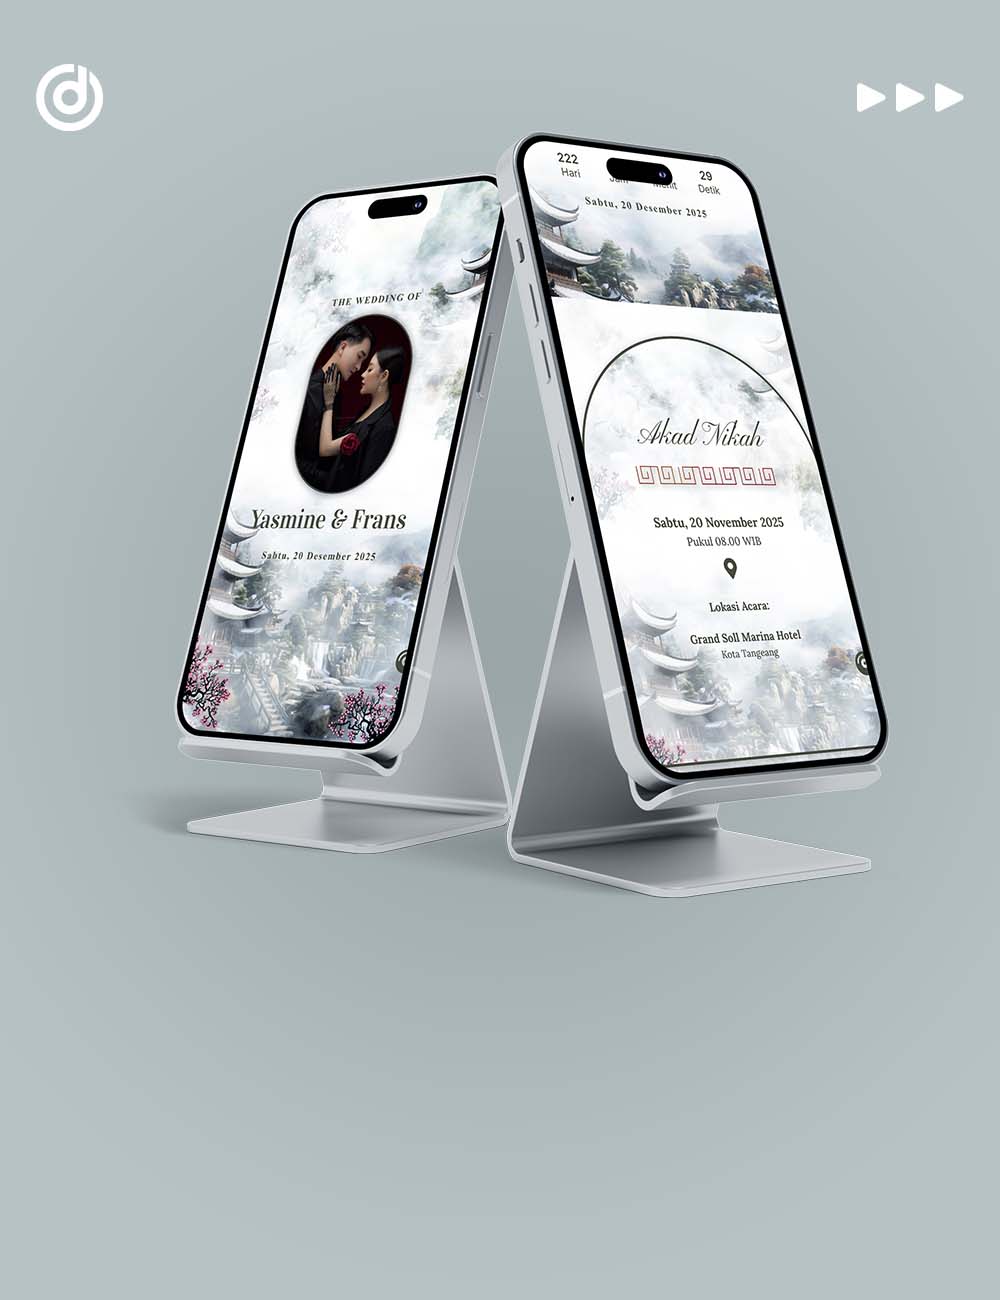 THE WEDDING OF
Yasmine & Frans
Sabtu, 20 Desember 2025
222
Hari
29
Detik
Sabtu, 20 Desember 2025
Akad Nikah
Sabtu, 20 November 2025
Pukul 08.00 WIB
Lokasi Acara:
Grand Soll Marina Hotel
Kota Tangeang